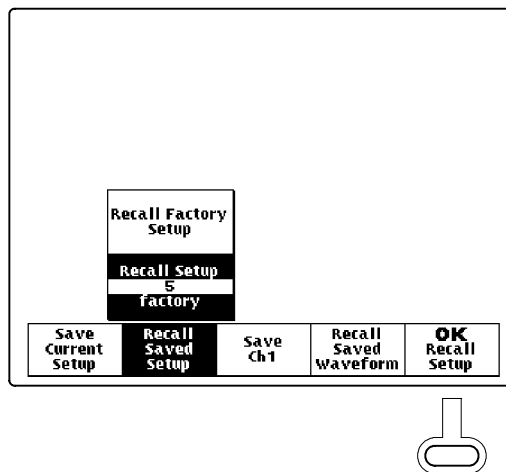 Recall Factory
Setup
Recall Setup
5
factory
Save
Current
Setup
Recall
Saved
Setup
Save
Ch1
Recall
Saved
Waveform
OK
Recall
Setup